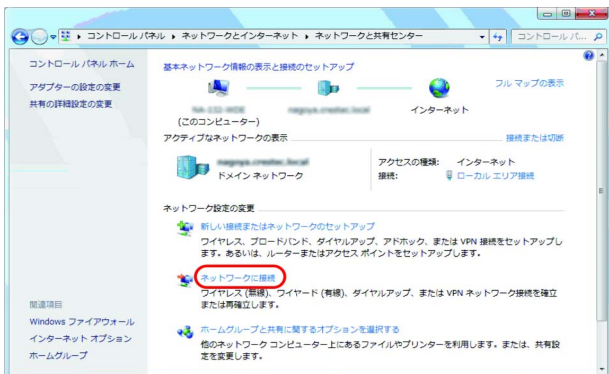 コントロール パネル ▸ ネットワークとインターネット ▸ ネットワークと共有センター
コントロール パ...
コントロール パネル ホーム
アダプターの設定の変更
共有の詳細設定の変更
基本ネットワーク情報の表示と接続のセットアップ
フル マップの表示
インターネット
(このコンピューター)
アクティブなネットワークの表示
接続または切断
ドメイン ネットワーク
アクセスの種類: インターネット
接続: ローカル エリア接続
ネットワーク設定の変更
新しい接続またはネットワークのセットアップ
ワイヤレス、ブロードバンド、ダイヤルアップ、アドホック、または VPN 接続をセットアップし
ます。あるいは、ルーターまたはアクセス ポイントをセットアップします。
ネットワークに接続
ワイヤレス (無線)、ワイヤード (有線)、ダイヤルアップ、または VPN ネットワーク接続を確立
または再確立します。
ホームグループと共有に関するオプションを選択する
他のネットワーク コンピューター上にあるファイルやプリンターを利用します。または、共有設
定を変更します。
関連項目
Windows ファイアウォール
インターネット オプション
ホームグループ